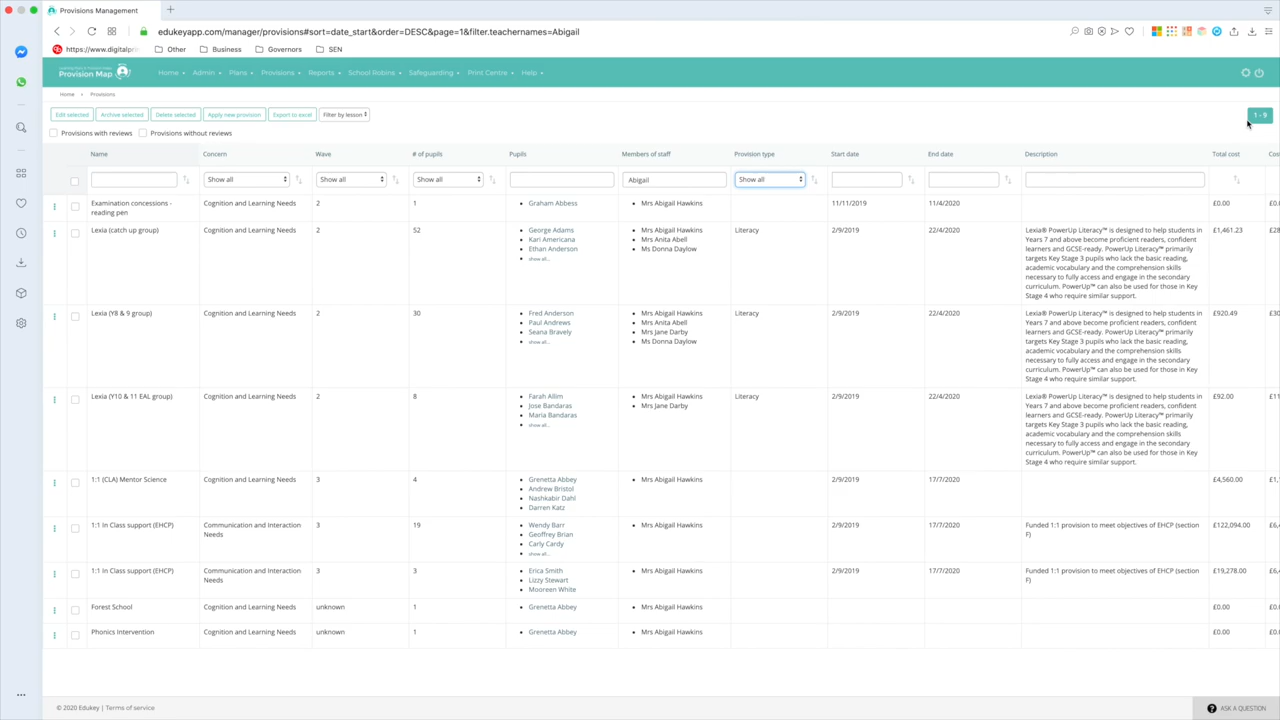 Provisions Management
edukeyapp.com/manager/provisions#sort=date_start&order=DESC&page=1&filter.teachernames=Abigail
https://www.digitalpri Other Business Governors SEN
Provision Map Home Admin Plans Provisions Reports School Robins Safeguarding Print Centre Help
Home Provisions
Edit selected Archive selected Delete selected Apply new provision Export to excel Filter by lesson 1 - 9
Provisions with reviews Provisions without reviews
Name Concern Wave # of pupils Pupils Members of staff Provision type Start date End date Description Total cost Cos
Show all Show all Show all Abigail Show all
Examination concessions - reading pen Cognition and Learning Needs 2 1 Graham Abbess Mrs Abigail Hawkins 11/11/2019 11/4/2020 £0.00
Lexia (catch up group) Cognition and Learning Needs 2 52 George Adams Mrs Abigail Hawkins Literacy 2/9/2019 22/4/2020 Lexia® PowerUp Literacy™ is designed to help students in £1,461.23 £28
Kari Americana Mrs Anita Abell Years 7 and above become proficient readers, confident
Ethan Anderson Ms Donna Daylow learners and GCSE-ready. PowerUp Literacy™ primarily
show all... targets Key Stage 3 pupils who lack the basic reading,
academic vocabulary and the comprehension skills
necessary to fully access and engage in the secondary
curriculum. PowerUp™ can also be used for those in Key
Stage 4 who require similar support.
Lexia (Y8 & 9 group) Cognition and Learning Needs 2 30 Fred Anderson Mrs Abigail Hawkins Literacy 2/9/2019 22/4/2020 Lexia® PowerUp Literacy™ is designed to help students in £920.49 £30
Paul Andrews Mrs Anita Abell Years 7 and above become proficient readers, confident
Seana Bravely Mrs Jane Darby learners and GCSE-ready. PowerUp Literacy™ primarily
show all... Ms Donna Daylow targets Key Stage 3 pupils who lack the basic reading,
academic vocabulary and the comprehension skills
necessary to fully access and engage in the secondary
curriculum. PowerUp™ can also be used for those in Key
Stage 4 who require similar support.
Lexia (Y10 & 11 EAL group) Cognition and Learning Needs 2 8 Farah Allim Mrs Abigail Hawkins Literacy 2/9/2019 22/4/2020 Lexia® PowerUp Literacy™ is designed to help students in £92.00 £11
Jose Bandaras Mrs Jane Darby Years 7 and above become proficient readers, confident
Maria Bandaras learners and GCSE-ready. PowerUp Literacy™ primarily
show all... targets Key Stage 3 pupils who lack the basic reading,
academic vocabulary and the comprehension skills
necessary to fully access and engage in the secondary
curriculum. PowerUp™ can also be used for those in Key
Stage 4 who require similar support.
1:1 (CLA) Mentor Science Cognition and Learning Needs 3 4 Grenetta Abbey Mrs Abigail Hawkins 2/9/2019 17/7/2020 £4,560.00 £1,
Andrew Bristol
Nashkabir Dahl
Darren Katz
1:1 In Class support (EHCP) Communication and Interaction 3 19 Wendy Barr Mrs Abigail Hawkins 2/9/2019 17/7/2020 Funded 1:1 provision to meet objectives of EHCP (section £122,094.00 £6,
Needs Geoffrey Brian F)
Carly Cardy
show all...
1:1 In Class support (EHCP) Communication and Interaction 3 3 Erica Smith Mrs Abigail Hawkins 2/9/2019 17/7/2020 Funded 1:1 provision to meet objectives of EHCP (section £19,278.00 £6,
Needs Lizzy Stewart F)
Mooreen White
Forest School Cognition and Learning Needs unknown 1 Grenetta Abbey Mrs Abigail Hawkins £0.00
Phonics Intervention Cognition and Learning Needs unknown 1 Grenetta Abbey Mrs Abigail Hawkins £0.00
© 2020 Edukey | Terms of service ASK A QUESTION